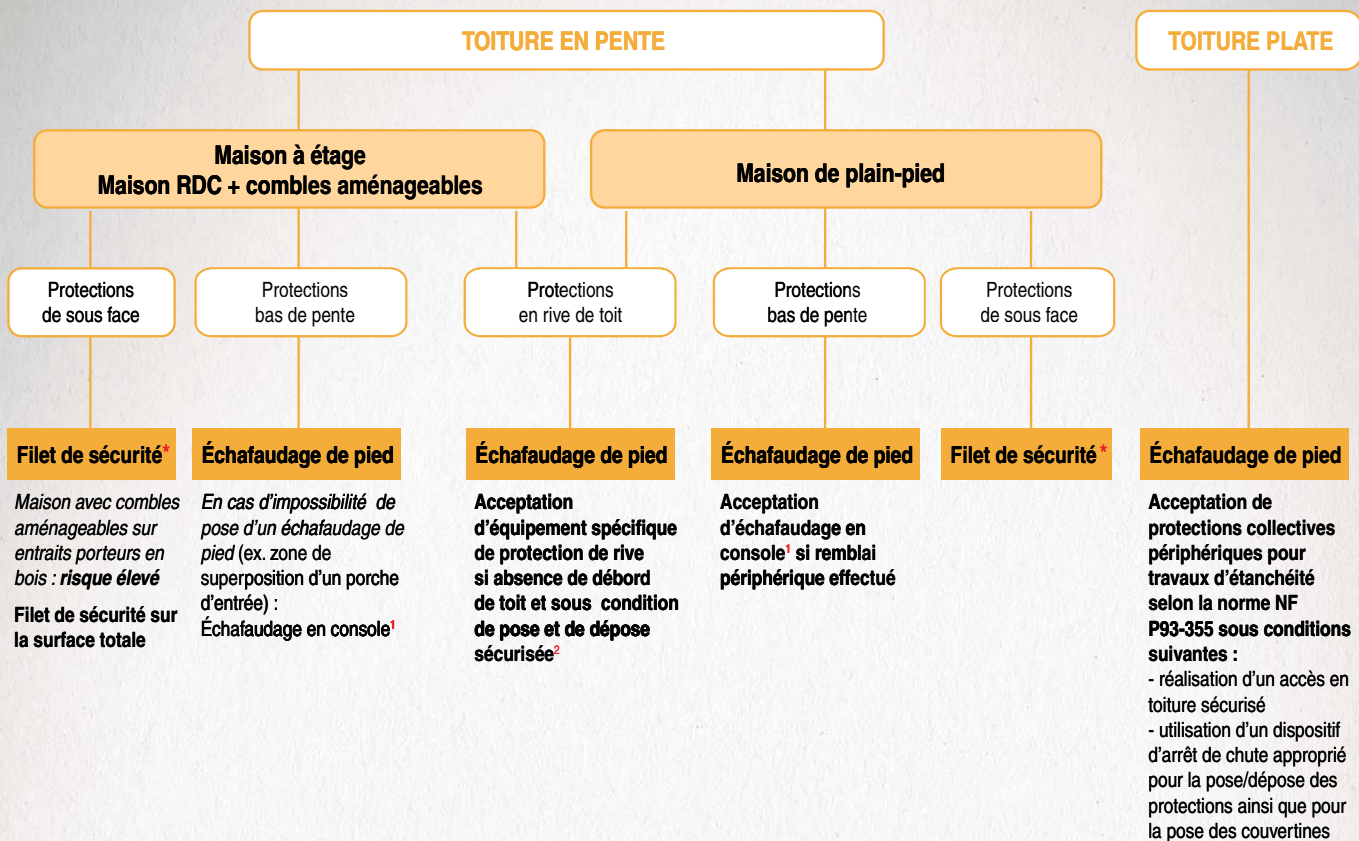 TOITURE EN PENTE
TOITURE PLATE
Maison à étage
Maison RDC + combles aménageables
Maison de plain-pied
Protections
de sous face
Protections
bas de pente
Protections
en rive de toit
Protections
bas de pente
Protections
de sous face
Filet de sécurité*
Maison avec combles
aménageables sur
entraits porteurs en
bois : risque élevé
Filet de sécurité sur
la surface totale
Échafaudage de pied
En cas d'impossibilité de
pose d'un échafaudage de
pied (ex. zone de
superposition d'un porche
d'entrée) :
Échafaudage en console¹
Échafaudage de pied
Acceptation
d'équipement spécifique
de protection de rive
si absence de débord
de toit et sous condition
de pose et de dépose
sécurisée²
Échafaudage de pied
Acceptation
d'échafaudage en
console¹ si remblai
périphérique effectué
Filet de sécurité *
Échafaudage de pied
Acceptation de
protections collectives
périphériques pour
travaux d'étanchéité
selon la norme NF
P93-355 sous conditions
suivantes :
- réalisation d'un accès en
toiture sécurisé
- utilisation d'un dispositif
d'arrêt de chute approprié
pour la pose/dépose des
protections ainsi que pour
la pose des couvertines